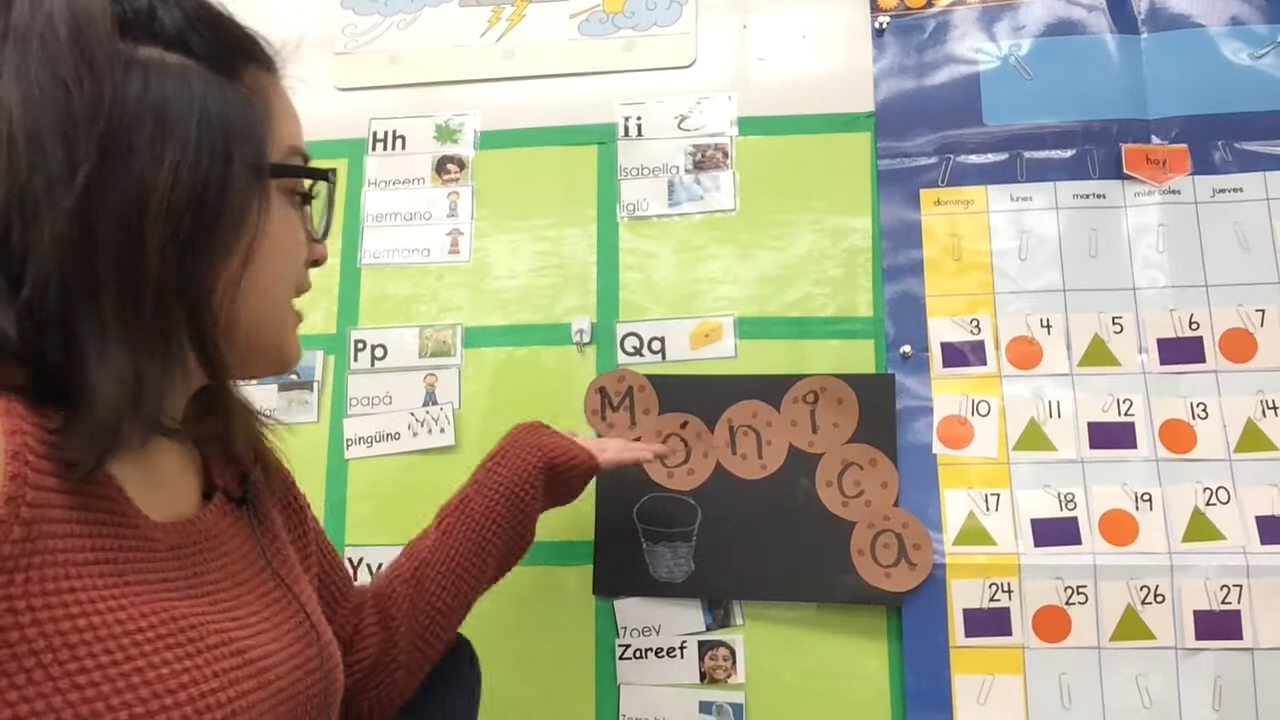 Hh
Hareem
hermano
hermana
Ii
Isabella
iglú
Pp
papá
pingüino
Qq
Mónica
Yy
Zoey
Zareef
hoy
domingo lunes martes miércoles jueves
3 4 5 6 7
10 11 12 13 14
17 18 19 20
24 25 26 27